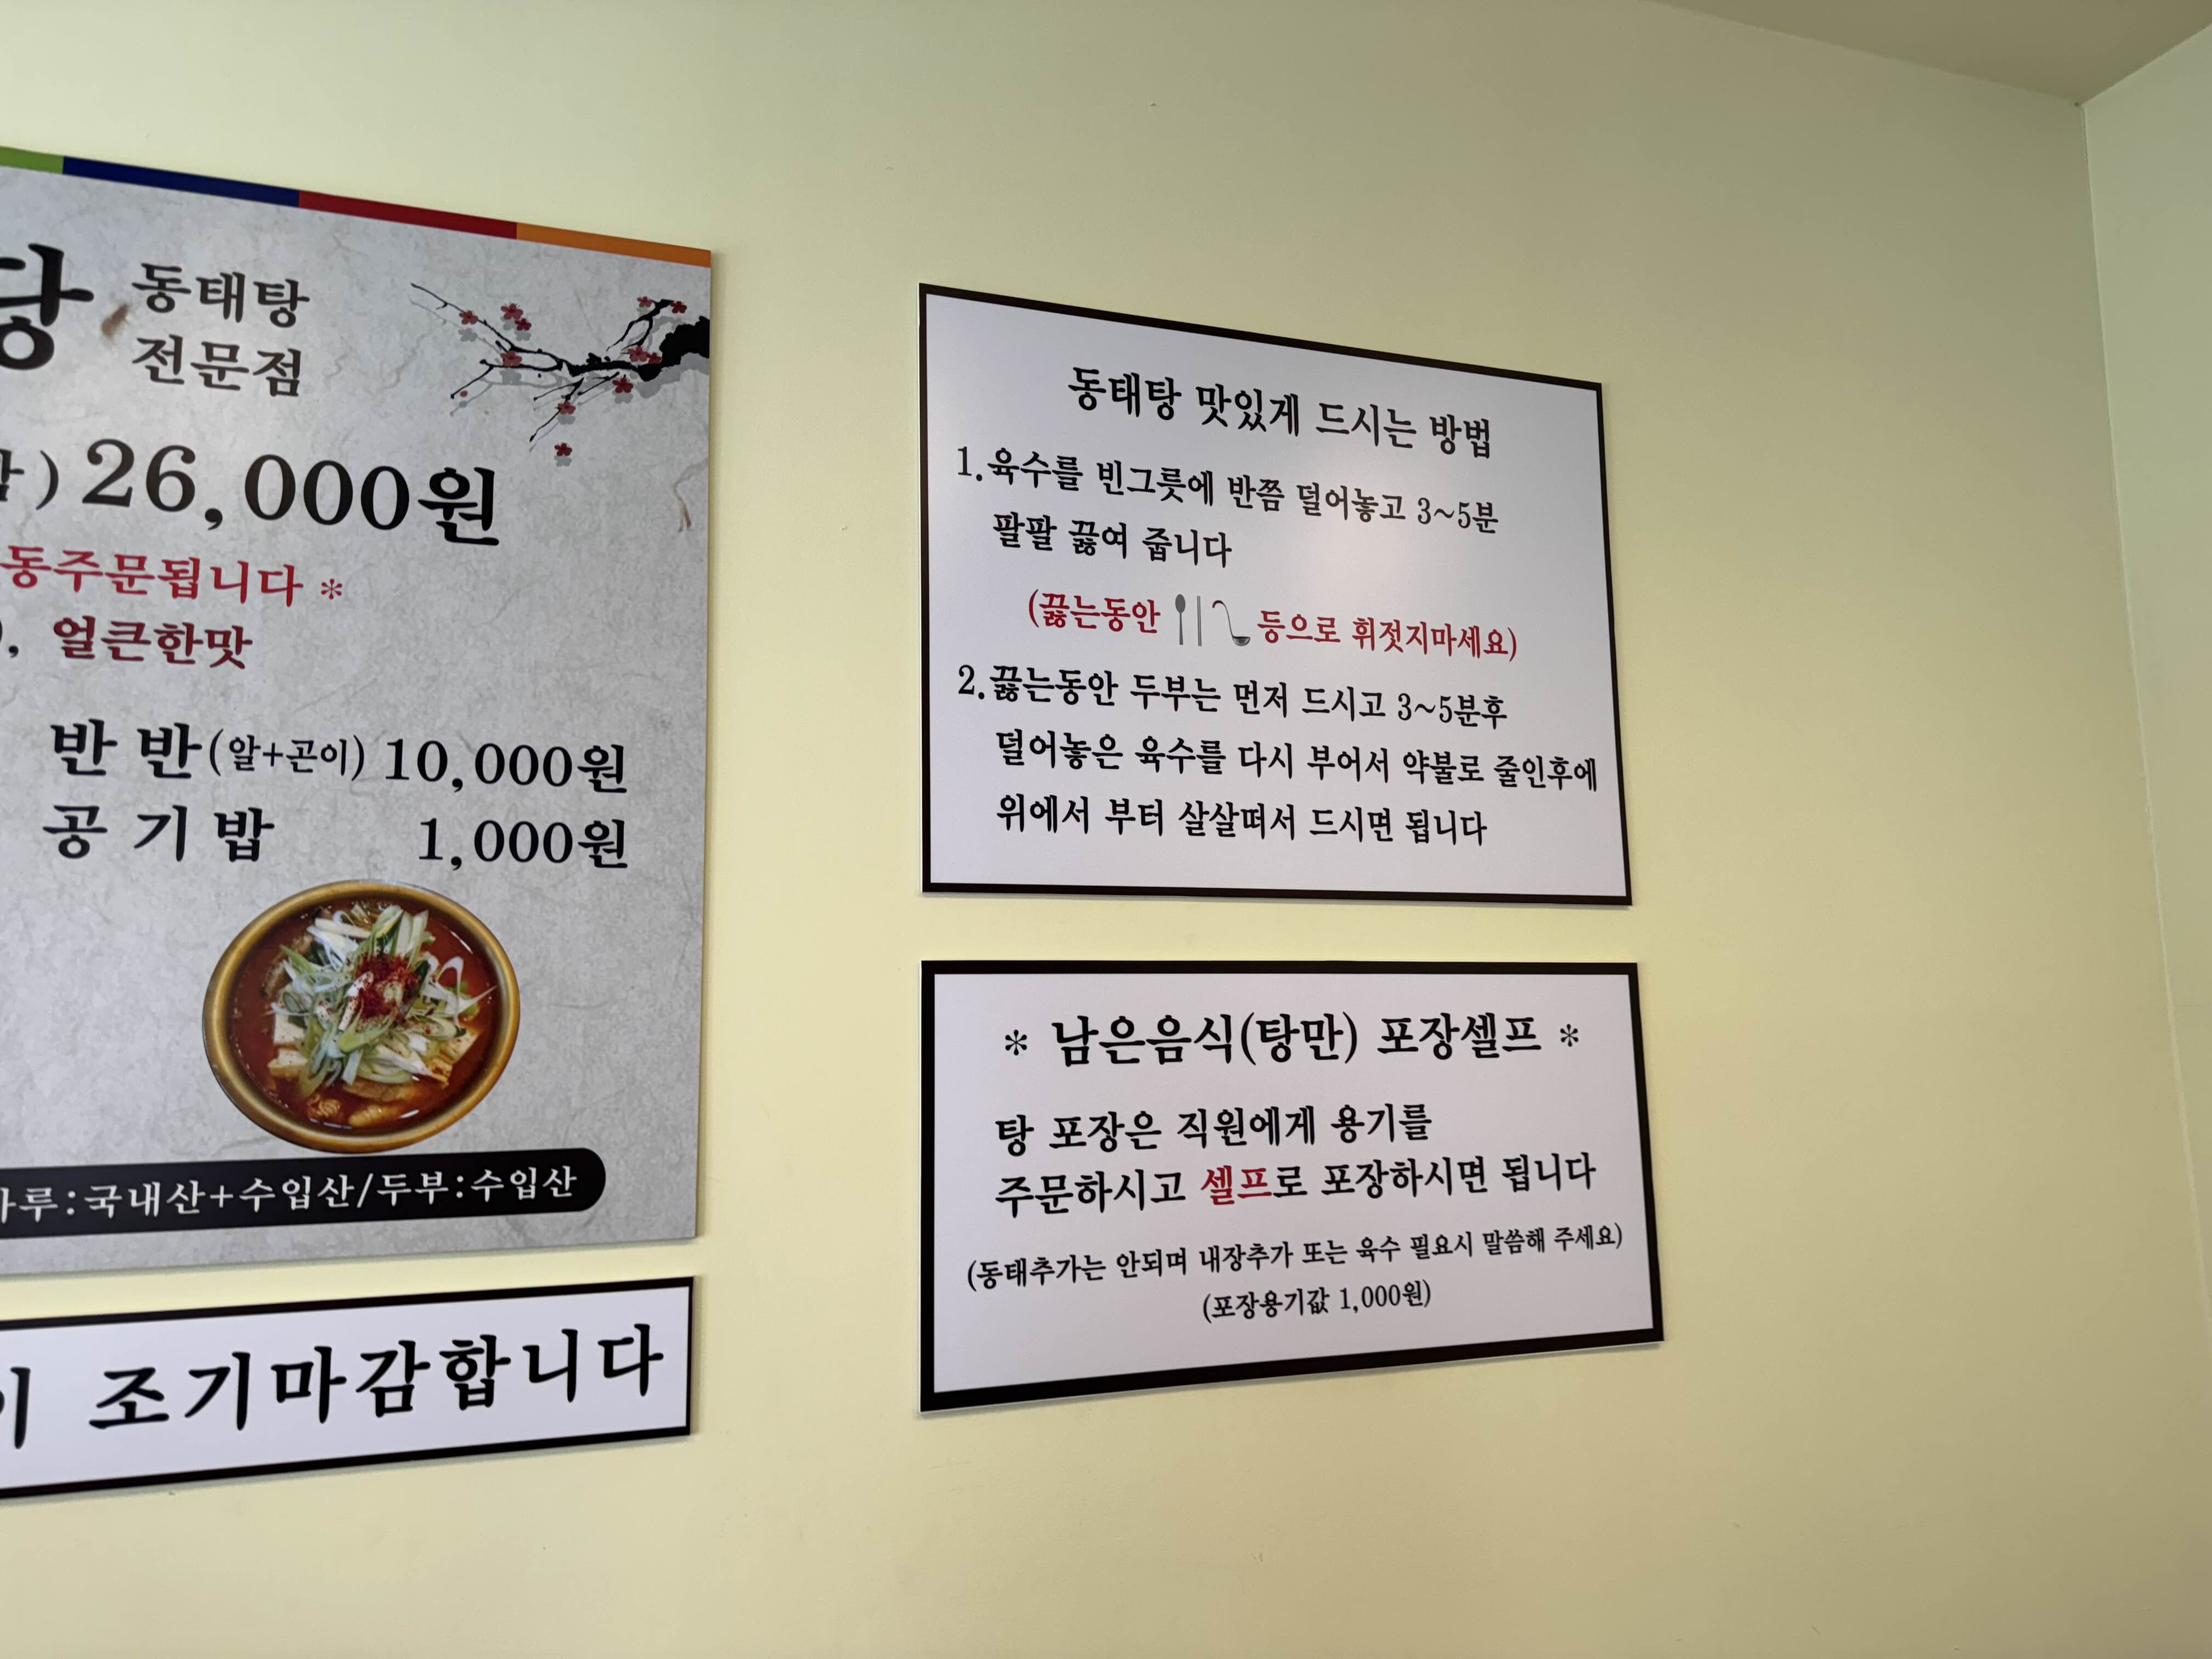 동태탕
전문점
26,000원
동주문됩니다 *
얼큰한맛
반 반(알+곤이) 10,000원
공 기 밥 1,000원
루:국내산+수입산/두부:수입산
조기마감합니다
동태탕 맛있게 드시는 방법
1.육수를 빈그릇에 반쯤 덜어놓고 3~5분
팔팔 끓여 줍니다
(끓는동안 등으로 휘젓지마세요)
2.끓는동안 두부는 먼저 드시고 3~5분후
덜어놓은 육수를 다시 부어서 약불로 줄인후에
위에서 부터 살살떠서 드시면 됩니다
* 남은음식(탕만) 포장셀프 *
탕 포장은 직원에게 용기를
주문하시고 셀프로 포장하시면 됩니다
(동태추가는 안되며 내장추가 또는 육수 필요시 말씀해 주세요)
(포장용기값 1,000원)